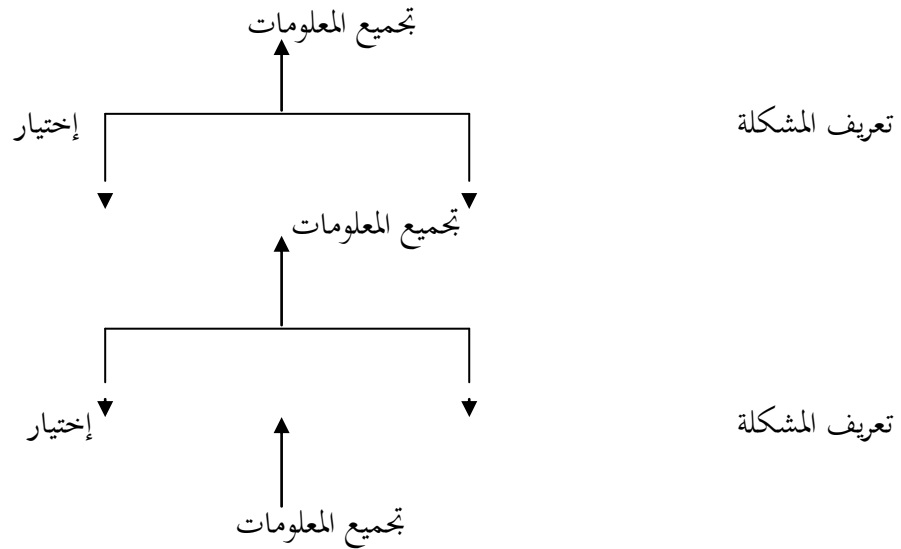 تجميع المعلومات
تعريف المشكلة
إختيار
تجميع المعلومات
تعريف المشكلة
إختيار
تجميع المعلومات